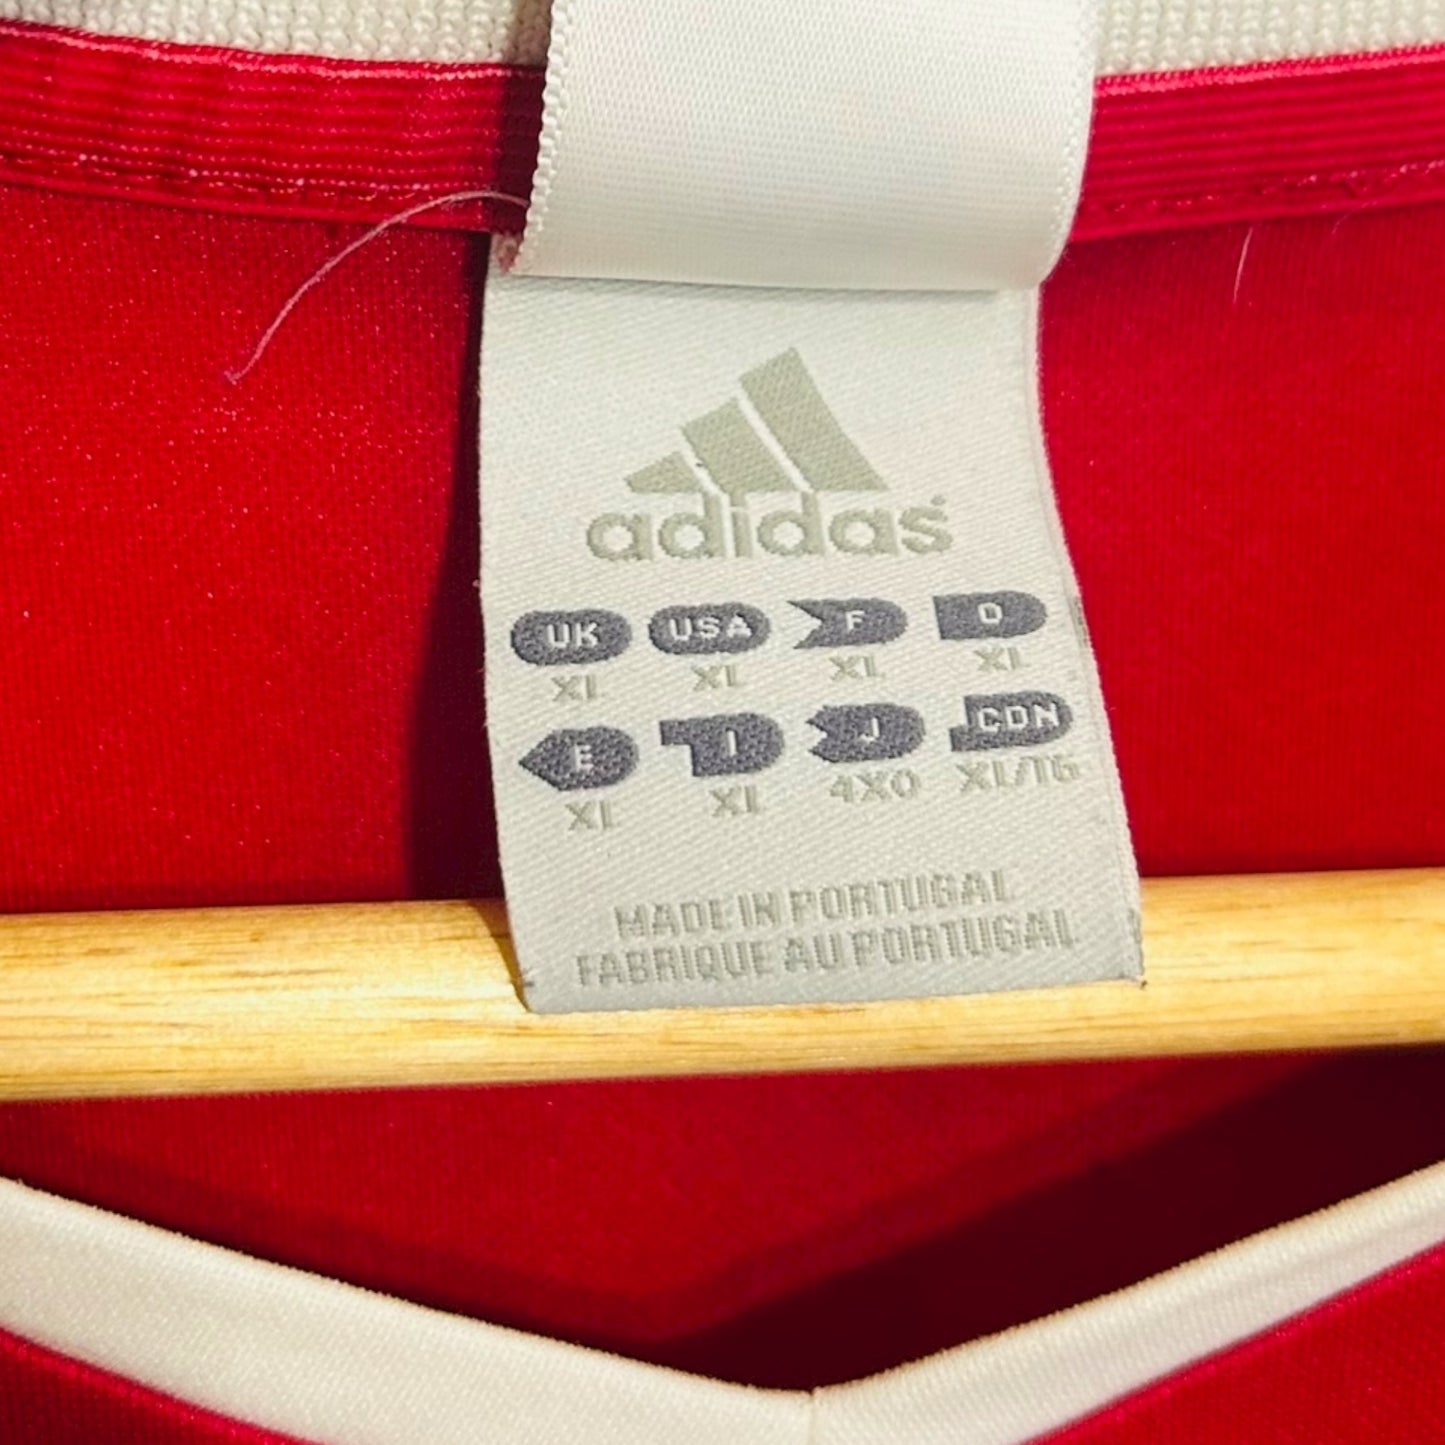 adidas
UK USA F D
XL XL XL XL
E I J CDN
XL XL 4XO XL/TG
MADE IN PORTUGAL
FABRIQUE AU PORTUGAL